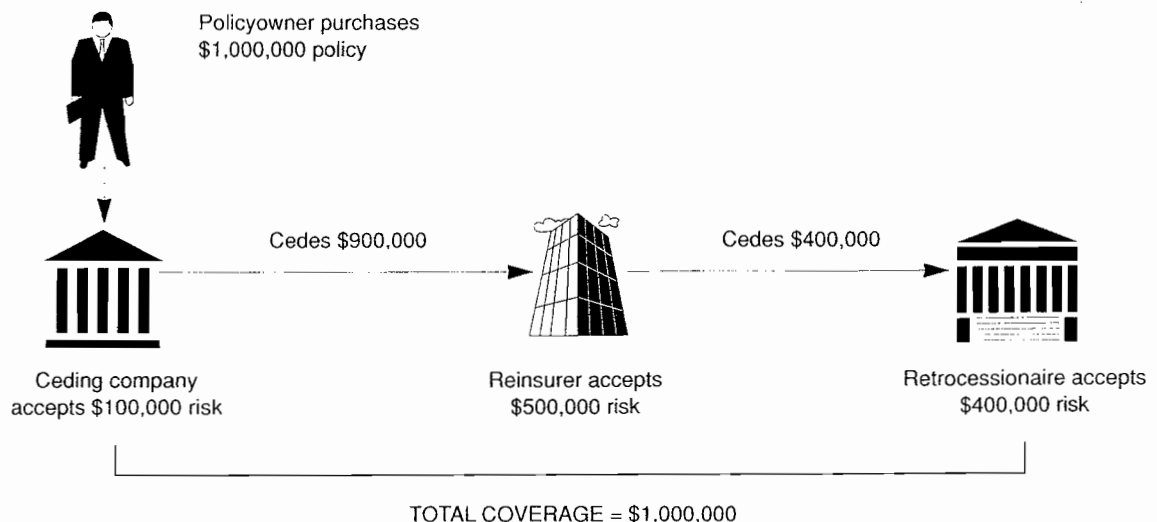 Policyowner purchases
$1,000,000 policy
Cedes $900,000
Cedes $400,000
Ceding company
accepts $100,000 risk
Reinsurer accepts
$500,000 risk
Retrocessionaire accepts
$400,000 risk
TOTAL COVERAGE = $1,000,000